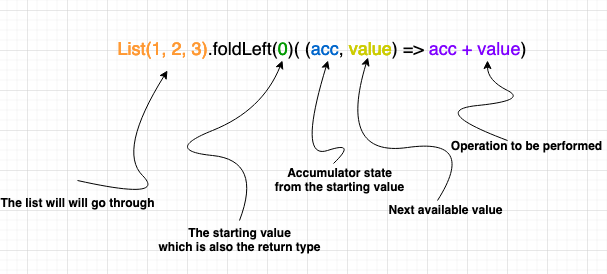 List(1, 2, 3).foldLeft(0)( (acc, value) => acc + value)
Operation to be performed
Accumulator state
from the starting value
The list will will go through
Next available value
The starting value
which is also the return type